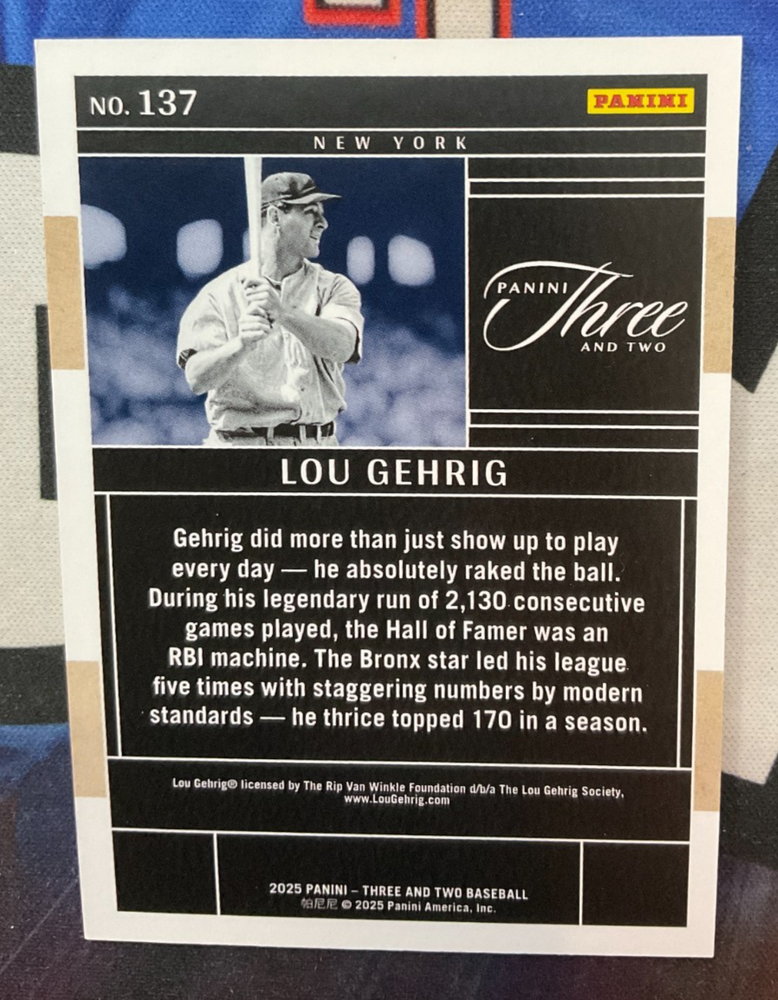 NO. 137
PANINI
NEW YORK
PANINI
Three
AND TWO
LOU GEHRIG
Gehrig did more than just show up to play
every day — he absolutely raked the ball.
During his legendary run of 2,130 consecutive
games played, the Hall of Famer was an
RBI machine. The Bronx star led his league
five times with staggering numbers by modern
standards — he thrice topped 170 in a season.
Lou Gehrig® licensed by The Rip Van Winkle Foundation d/b/a The Lou Gehrig Society,
www.LouGehrig.com
2025 PANINI – THREE AND TWO BASEBALL
帕尼尼 © 2025 Panini America, Inc.